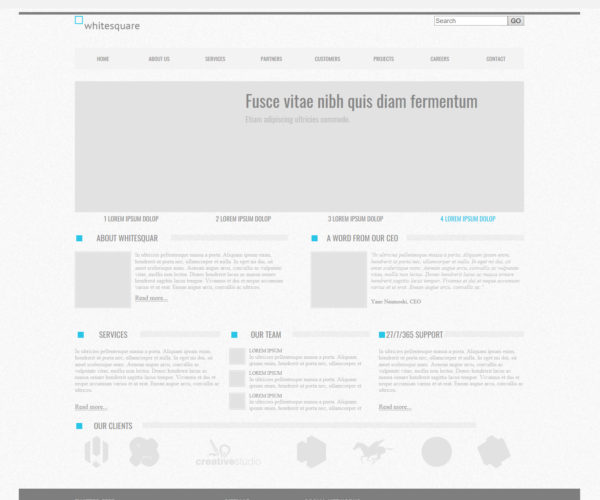 whitesquare
Search
GO
HOME
ABOUT US
SERVICES
PARTNERS
CUSTOMERS
PROJECTS
CAREERS
CONTACT
Fusce vitae nibh quis diam fermentum
Etiam adipiscing ultricies commodo.
1 LOREM IPSUM DOLOP
2 LOREM IPSUM DOLOP
3 LOREM IPSUM DOLOP
4 LOREM IPSUM DOLOP
ABOUT WHITESQUAR
In ultricies pellentesque massa a porta. Aliquam ipsum enim,
hendrerit ut porta nec, ullamcorper et nulla. In eget mi dui, sit
amet scelerisque nunc. Aenean augue arcu, convallis ac vulputate
vitae, mollis non lectus. Donec hendrerit lacus ac mauris ornare
hendrerit sagittis lacus tempor. Vivamus et dui et neque accumsan
varius et ut erat. Enean augue arcu, convallis ac ultrices.
Read more...
A WORD FROM OUR CEO
"In ultricies pellentesque massa a porta. aliquam ipsum enim,
hendrerit ut porta nec, ullamcorper et nulla. In eget mi dui, sit
amet scelerisque nunc. Aenean augue arcu, convallis ac
vulputate vitae, mollis non lectus. Donec hendrerit lacus ac mauris ornare
hendrerit sagittis lacus tempor. Vivamus et dui et neque accumsan
varius et ut erat. Enean augue arcu, convallis ac ultrices."
CEO
SERVICES
In ultricies pellentesque massa a porta. Aliquam ipsum enim,
hendrerit ut porta nec, ullamcorper et nulla. In eget mi dui, sit
amet scelerisque nunc. Aenean augue arcu, convallis ac
vulputate vitae, mollis non lectus. Donec hendrerit lacus ac
mauris ornare hendrerit sagittis lacus tempor. Vivamus et dui et
neque accumsan varius et ut erat. Enean augue arcu, convallis ac
ultrices.
Read more...
OUR TEAM
LOREM IPSUM
In ultricies pellentesque massa a porta. Aliquam
ipsum enim, hendrerit ut porta nec, ullamcorper et
LOREM IPSUM
In ultricies pellentesque massa a porta. Aliquam
ipsum enim, hendrerit ut porta nec, ullamcorper et
LOREM IPSUM
In ultricies pellentesque massa a porta. Aliquam
ipsum enim, hendrerit ut porta nec, ullamcorper et
27/7/365 SUPPORT
In ultricies pellentesque massa a porta. Aliquam ipsum enim,
hendrerit ut porta nec, ullamcorper et nulla. In eget mi dui, sit
amet scelerisque nunc. Aenean augue arcu, convallis ac
vulputate vitae, mollis non lectus. Donec hendrerit lacus ac
mauris ornare hendrerit sagittis lacus tempor. Vivamus et dui et
neque accumsan varius et ut erat. Enean augue arcu, convallis ac
ultrices.
Read more...
OUR CLIENTS
creativestudio